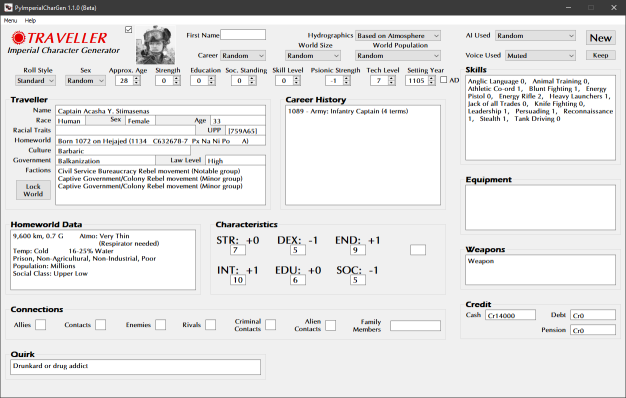 PyImperialCharGen 1.1.0 (Beta)
Menu Help
TRAVELLER
Imperial Character Generator
First Name
Hydrographics Based on Atmosphere
World Size World Population
Career Random Random Random
AI Used Random
Voice Used Muted
New
Keep
Roll Style Sex Approx. Age Strength Education Soc. Standing Skill Level Psionic Strength Tech Level Setting Year
Standard Random 28 0 0 0 0 -1 7 1105 AD
Traveller
Name Captain Acasha Y. Stimasenas
Race Human Sex Female Age 33
Racial Traits UPP [759A65]
Homeworld Born 1072 on Hejajed (1134 C632678-7 Px Na Ni Po A)
Culture Barbaric
Government Balkanization Law Level High
Factions Civil Service Bureaucracy Rebel movement (Notable group)
Captive Government/Colony Rebel movement (Minor group)
Captive Government/Colony Rebel movement (Minor group)
Lock
World
Career History
1089 - Army: Infantry Captain (4 terms)
Skills
Anglic Language 0, Animal Training 0,
Athletic Co-ord 1, Blunt Fighting 1, Energy
Pistol 0, Energy Rifle 2, Heavy Launchers 1,
Jack of all Trades 0, Knife Fighting 0,
Leadership 1, Persuading 1, Reconnaissance
1, Stealth 1, Tank Driving 0
Equipment
Homeworld Data
9,600 km, 0.7 G Atmo: Very Thin
(Respirator needed)
Temp: Cold 16-25% Water
Prison, Non-Agricultural, Non-Industrial, Poor
Population: Millions
Social Class: Upper Low
Characteristics
STR: +0 DEX: -1 END: +1
7 5 9
INT: +1 EDU: +0 SOC: -1
10 6 5
Weapons
Weapon
Connections
Allies Contacts Enemies Rivals Criminal Contacts Alien Contacts Family Members
Credit
Cash Cr14000 Debt Cr0
Pension Cr0
Quirk
Drunkard or drug addict